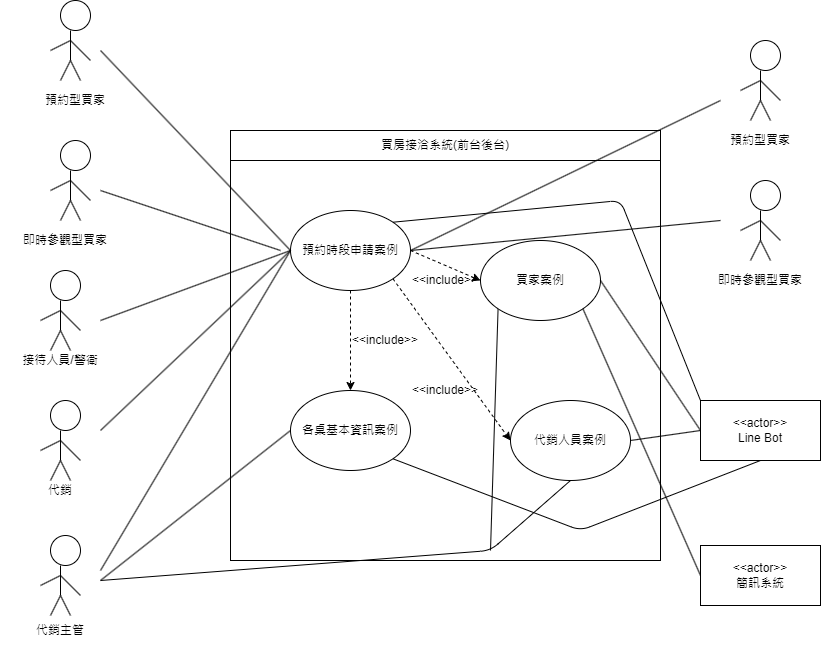 預約型買家
預約型買家
買房接洽系統(前台後台)
即時參觀型買家
預約時段申請案例
即時參觀型買家
<<include>>
買家案例
接待人員/警衛
<<include>>
<<include>>
各桌基本資訊案例
代銷人員案例
<<actor>>
Line Bot
代銷
<<actor>>
簡訊系統
代銷主管